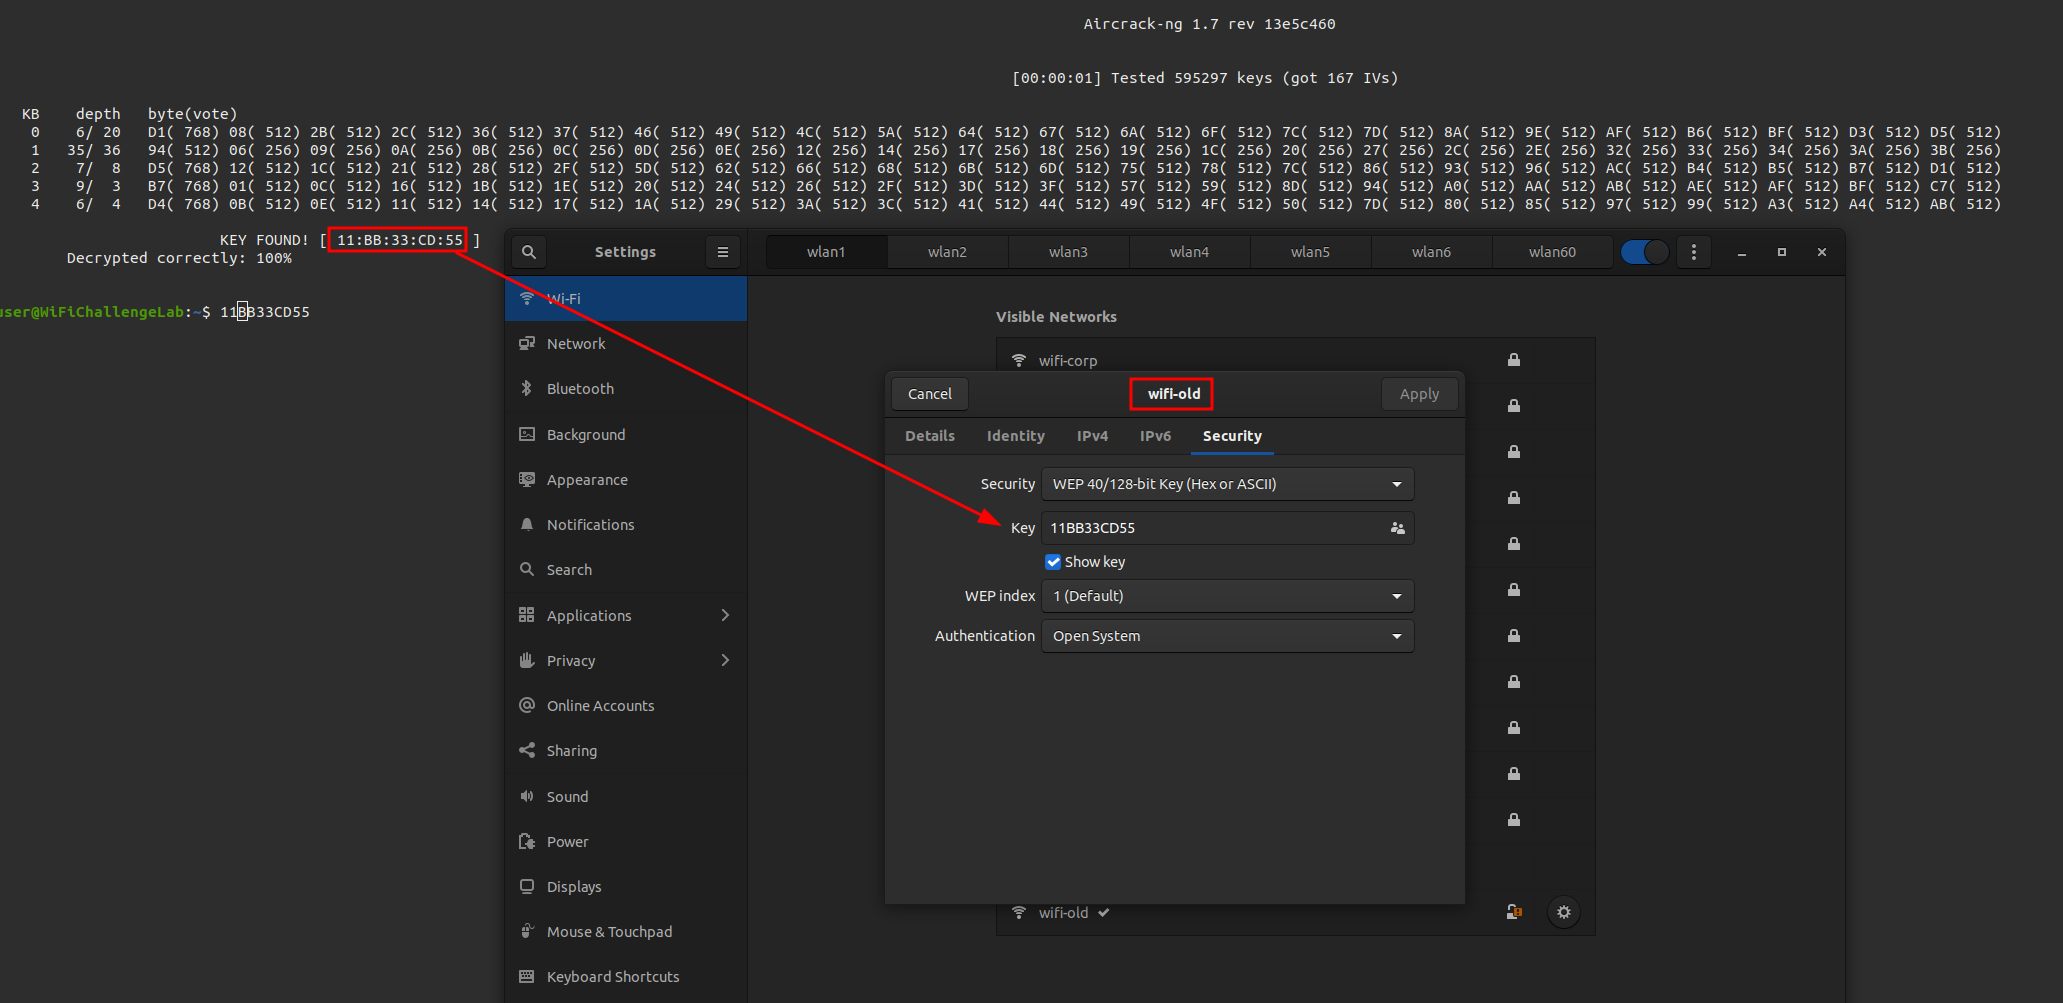 Aircrack-ng 1.7 rev 13e5c460
[00:00:01] Tested 595297 keys (got 167 IVs)
KB    depth   byte(vote)
0    6/ 20   D1( 768) 08( 512) 2B( 512) 2C( 512) 36( 512) 37( 512) 46( 512) 49( 512) 4C( 512) 5A( 512) 64( 512) 67( 512) 6A( 512) 6F( 512) 7C( 512) 7D( 512) 8A( 512) 9E( 512) AF( 512) B6( 512) BF( 512) D3( 512) D5( 512)
1   35/ 36   94( 512) 06( 256) 09( 256) 0A( 256) 0B( 256) 0C( 256) 0D( 256) 0E( 256) 12( 256) 14( 256) 17( 256) 18( 256) 19( 256) 1C( 256) 20( 256) 27( 256) 2C( 256) 2E( 256) 32( 256) 33( 256) 34( 256) 3A( 256) 3B( 256)
2    7/  8   D5( 768) 12( 512) 1C( 512) 21( 512) 28( 512) 2F( 512) 5D( 512) 62( 512) 66( 512) 68( 512) 6B( 512) 6D( 512) 75( 512) 78( 512) 7C( 512) 86( 512) 93( 512) 96( 512) AC( 512) B4( 512) B5( 512) B7( 512) D1( 512)
3    9/  3   B7( 768) 01( 512) 0C( 512) 16( 512) 1B( 512) 1E( 512) 20( 512) 24( 512) 26( 512) 2F( 512) 3D( 512) 3F( 512) 57( 512) 59( 512) 8D( 512) 94( 512) A0( 512) AA( 512) AB( 512) AE( 512) AF( 512) BF( 512) C7( 512)
4    6/  4   D4( 768) 0B( 512) 0E( 512) 11( 512) 14( 512) 17( 512) 1A( 512) 29( 512) 3A( 512) 3C( 512) 41( 512) 44( 512) 49( 512) 4F( 512) 50( 512) 7D( 512) 80( 512) 85( 512) 97( 512) 99( 512) A3( 512) A4( 512) AB( 512)
KEY FOUND! [ 11:BB:33:CD:55 ]
Decrypted correctly: 100%
user@WiFiChallengeLab:~$ 11BB33CD55
Settings
wlan1 wlan2 wlan3 wlan4 wlan5 wlan6 wlan60
Wi-Fi
Network
Bluetooth
Background
Appearance
Notifications
Search
Applications
Privacy
Online Accounts
Sharing
Sound
Power
Displays
Mouse & Touchpad
Keyboard Shortcuts
Visible Networks
wifi-corp
Cancel wifi-old Apply
Details Identity IPv4 IPv6 Security
Security WEP 40/128-bit Key (Hex or ASCII)
Key 11BB33CD55
Show key
WEP index 1 (Default)
Authentication Open System
wifi-old